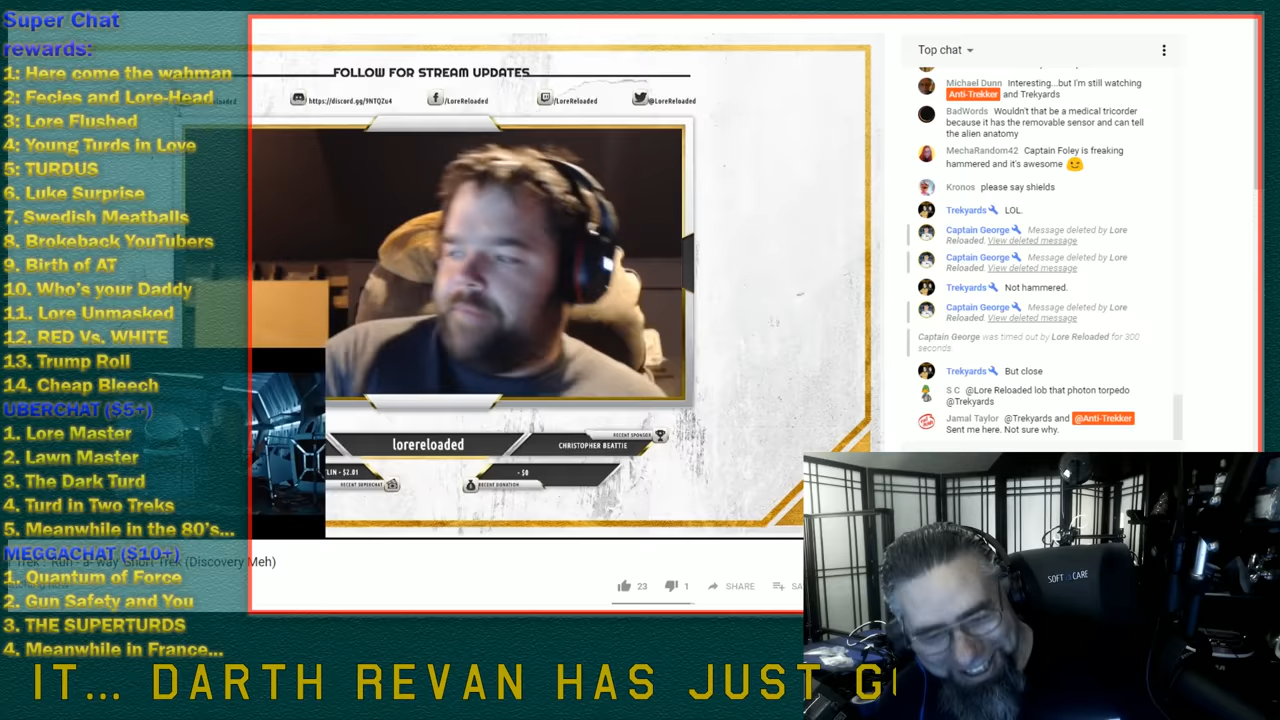 Super Chat
rewards:
1: Here come the wahman
2: Fecies and Lore-Head
3: Lore Flushed
4: Young Turds in Love
5: TURDUS
6. Luke Surprise
7. Swedish Meatballs
8. Brokeback YouTubers
9. Birth of AT
10. Who's your Daddy
11. Lore Unmasked
12. RED Vs. WHITE
13. Trump Roll
14. Cheap Bleech
UBERCHAT ($5+)
1. Lore Master
2. Lawn Master
3. The Dark Turd
4. Turd in Two Treks
5. Meanwhile in the 80's...
MEGGACHAT ($10+)
1. Quantum of Force
2. Gun Safety and You
3. THE SUPERTURDS
4. Meanwhile in France...
FOLLOW FOR STREAM UPDATES
https://discord.gg/9NTQZu4
/LoreReloaded
/LoreReloaded
@LoreReloaded
lorereloaded
RECENT SPONSOR
CHRISTOPHER BEATTIE
LIN - $2.01
RECENT SUPERCHAT
- $0
RECENT DONATION
Trek : Run - a- way Short Trek (Discovery Meh)
23
1
SHARE
SA
Top chat
Michael Dunn Interesting...but I'm still watching
Anti-Trekker and Trekyards
BadWords Wouldn't that be a medical tricorder
because it has the removable sensor and can tell
the alien anatomy
MechaRandom42 Captain Foley is freaking
hammered and it's awesome
Kronos please say shields
Trekyards LOL.
Captain George Message deleted by Lore
Reloaded. View deleted message
Captain George Message deleted by Lore
Reloaded. View deleted message
Trekyards Not hammered.
Captain George Message deleted by Lore
Reloaded. View deleted message
Captain George was timed out by Lore Reloaded for 300
seconds.
Trekyards But close
S C @Lore Reloaded lob that photon torpedo
@Trekyards
Jamal Taylor @Trekyards and @Anti-Trekker
Sent me here. Not sure why.
SOFT CARE
IT... DARTH REVAN HAS JUST G